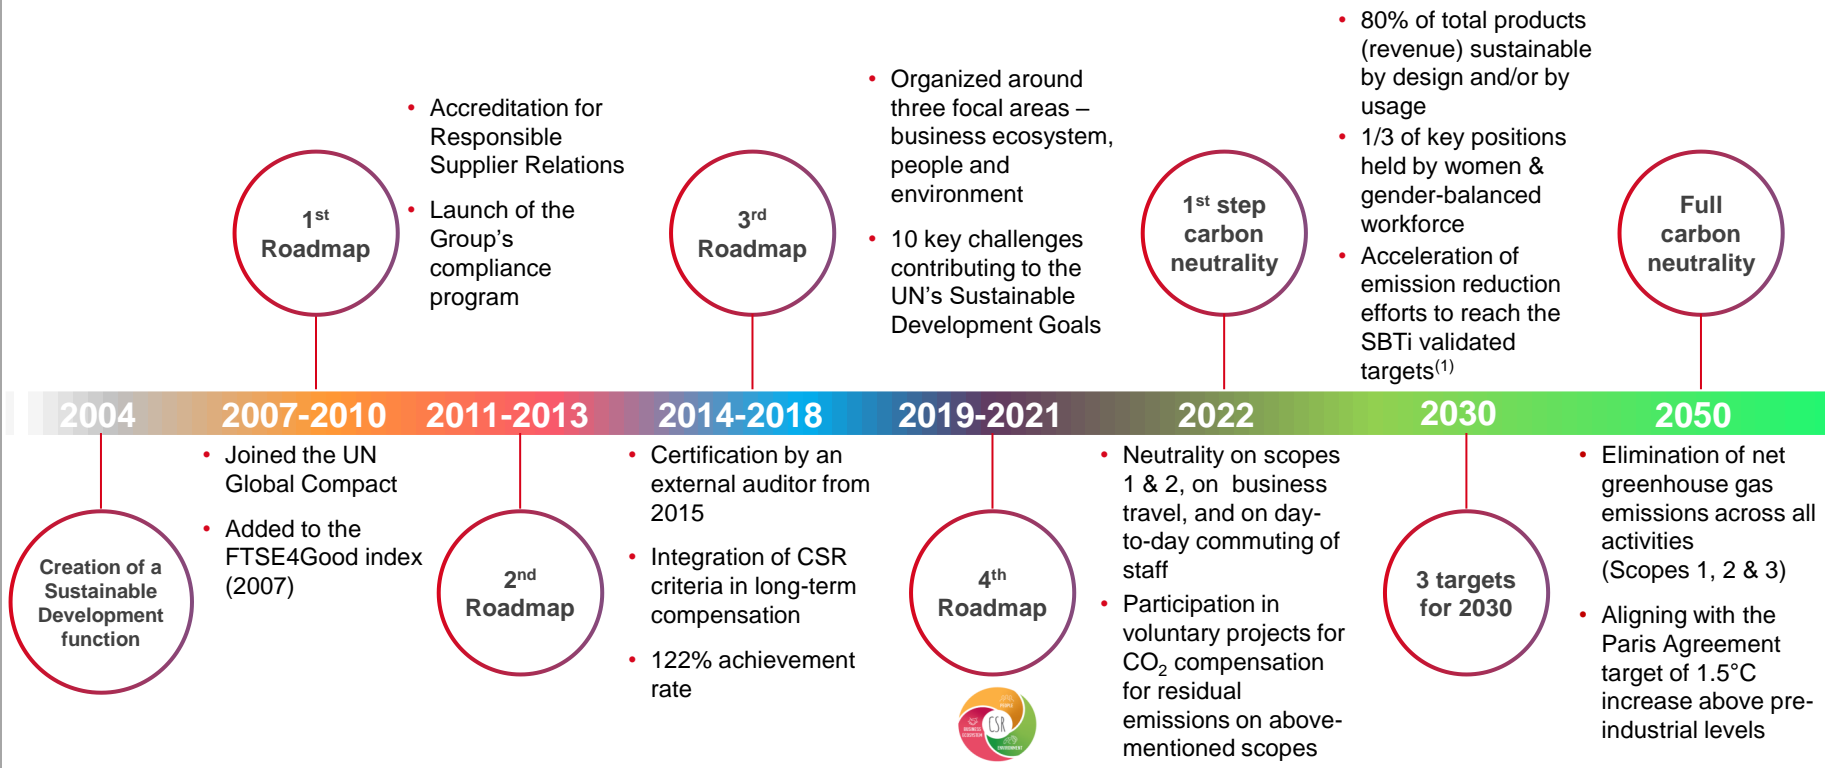 1st
Roadmap
• Accreditation for
Responsible
Supplier Relations
• Launch of the
Group’s
compliance
program
3rd
Roadmap
• Organized around
three focal areas –
business ecosystem,
people and
environment
• 10 key challenges
contributing to the
UN’s Sustainable
Development Goals
1st step
carbon
neutrality
• 80% of total products
(revenue) sustainable
by design and/or by
usage
• 1/3 of key positions
held by women &
gender-balanced
workforce
• Acceleration of
emission reduction
efforts to reach the
SBTi validated
targets(1)
Full
carbon
neutrality
2004
2007-2010
2011-2013
2014-2018
2019-2021
2022
2030
2050
Creation of a
Sustainable
Development
function
• Joined the UN
Global Compact
• Added to the
FTSE4Good index
(2007)
2nd
Roadmap
• Certification by an
external auditor from
2015
• Integration of CSR
criteria in long-term
compensation
• 122% achievement
rate
4th
Roadmap
PEOPLE
BUSINESS
ECOSYSTEM
CSR
ENVIRONMENT
• Neutrality on scopes
1 & 2, on business
travel, and on day-
to-day commuting of
staff
• Participation in
voluntary projects for
CO2 compensation
for residual
emissions on above-
mentioned scopes
3 targets
for 2030
• Elimination of net
greenhouse gas
emissions across all
activities
(Scopes 1, 2 & 3)
• Aligning with the
Paris Agreement
target of 1.5°C
increase above pre-
industrial levels